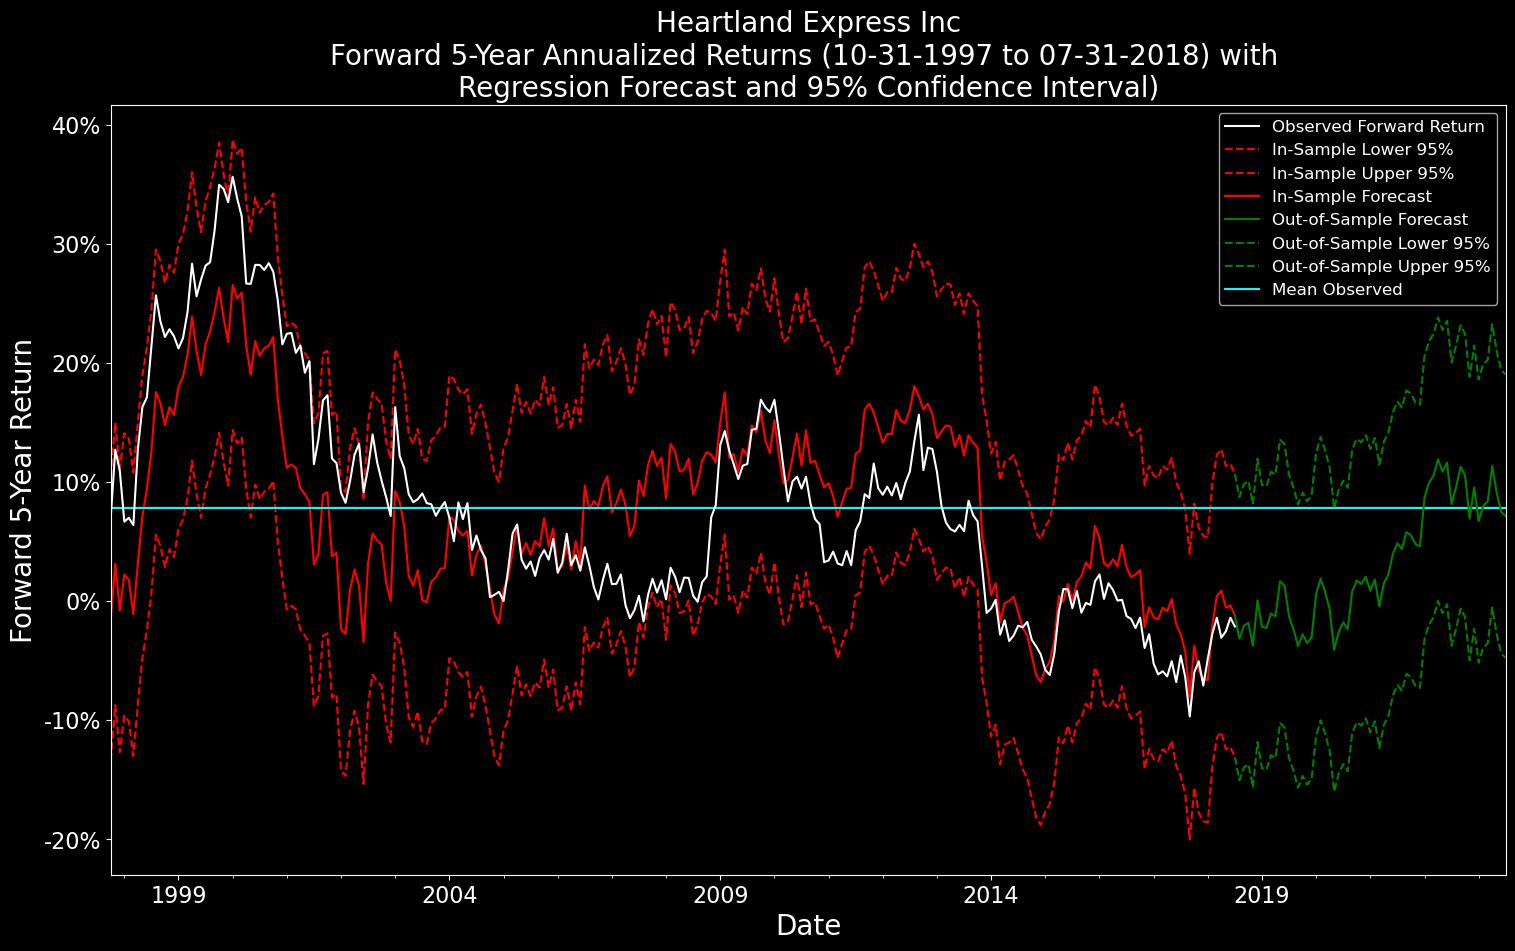 Heartland Express Inc
Forward 5-Year Annualized Returns (10-31-1997 to 07-31-2018) with
Regression Forecast and 95% Confidence Interval)
Forward 5-Year Return
40%
30%
20%
10%
0%
-10%
-20%
Observed Forward Return
In-Sample Lower 95%
In-Sample Upper 95%
In-Sample Forecast
Out-of-Sample Forecast
Out-of-Sample Lower 95%
Out-of-Sample Upper 95%
Mean Observed
1999 2004 2009 2014 2019
Date